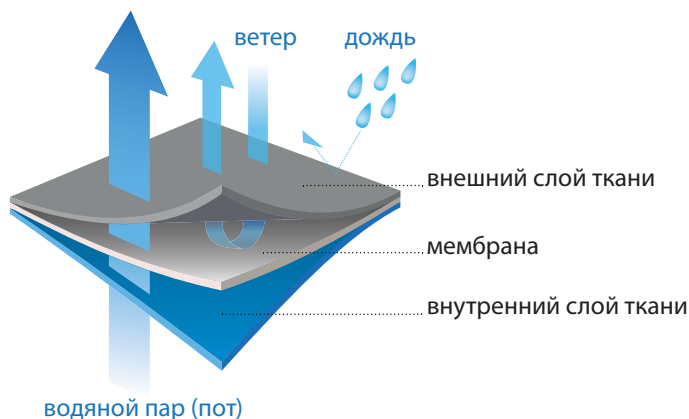 ветер
дождь
внешний слой ткани
мембрана
внутренний слой ткани
водяной пар (пот)